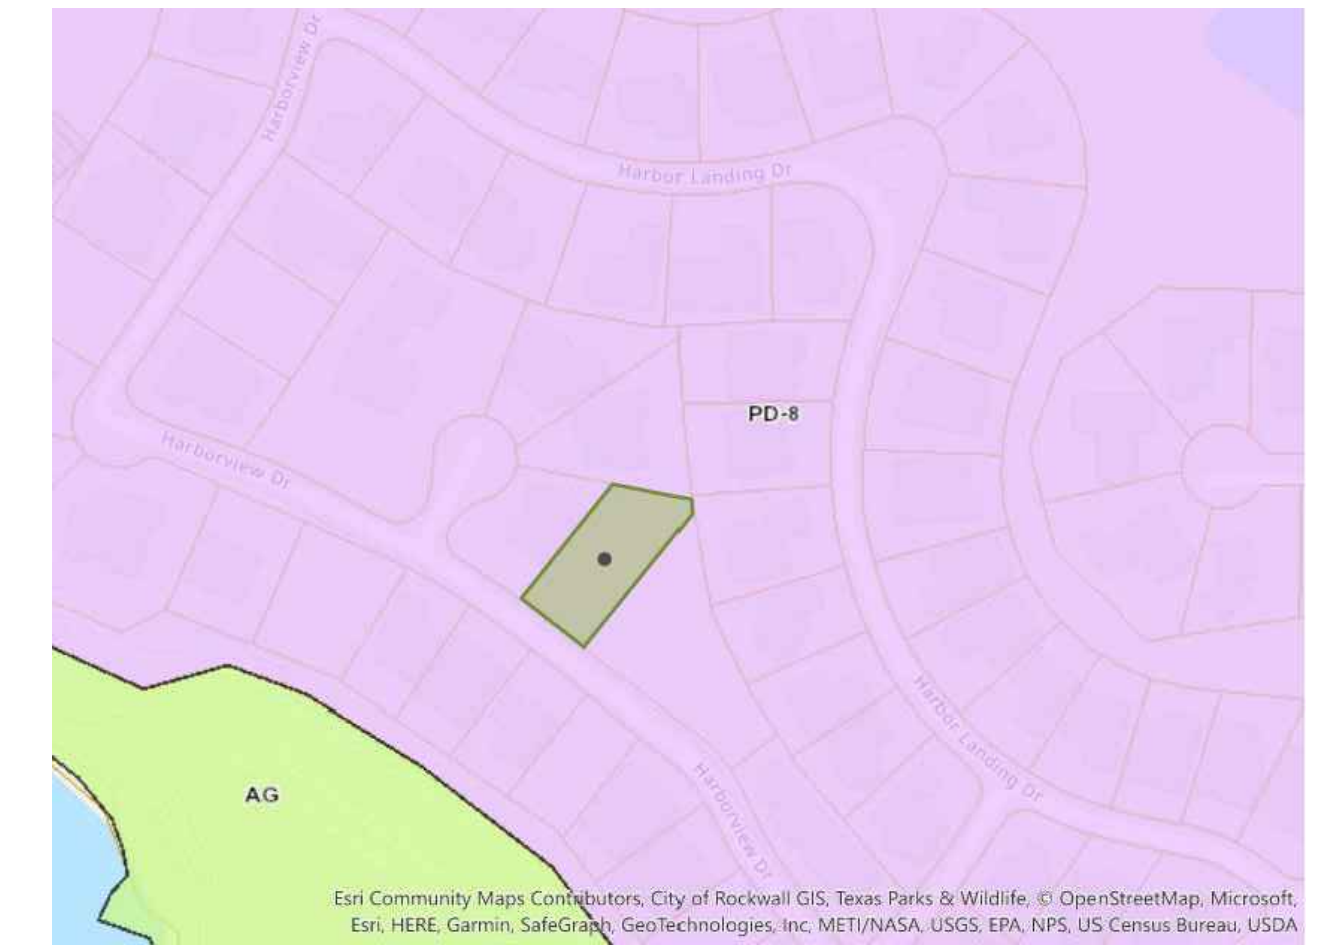 Harborview Dr
Harbor Landing Dr
PD-8
Harborview Dr
Harbor Landing Dr
Harborview Dr
AG
Esri Community Maps Contributors, City of Rockwall GIS, Texas Parks & Wildlife, © OpenStreetMap, Microsoft,
Esri, HERE, Garmin, SafeGraph, GeoTechnologies, Inc, METI/NASA, USGS, EPA, NPS, US Census Bureau, USDA